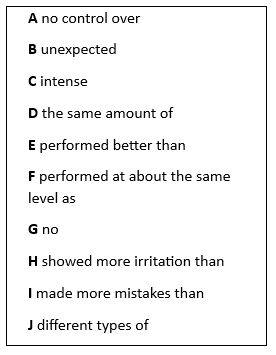 A no control over
B unexpected
C intense
D the same amount of
E performed better than
F performed at about the same
level as
G no
H showed more irritation than
I made more mistakes than
J different types of